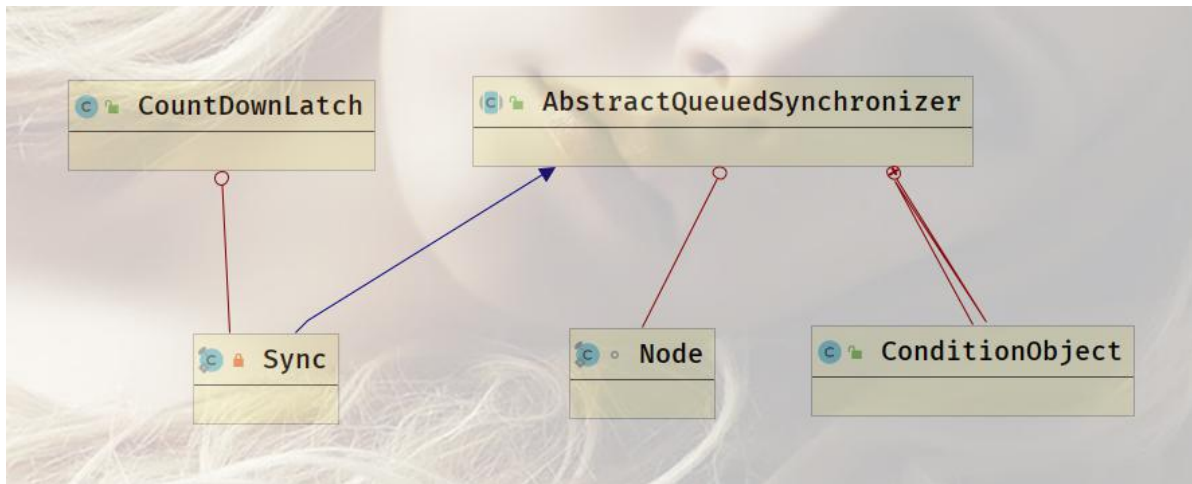 CountDownLatch
AbstractQueuedSynchronizer
Sync
Node
ConditionObject